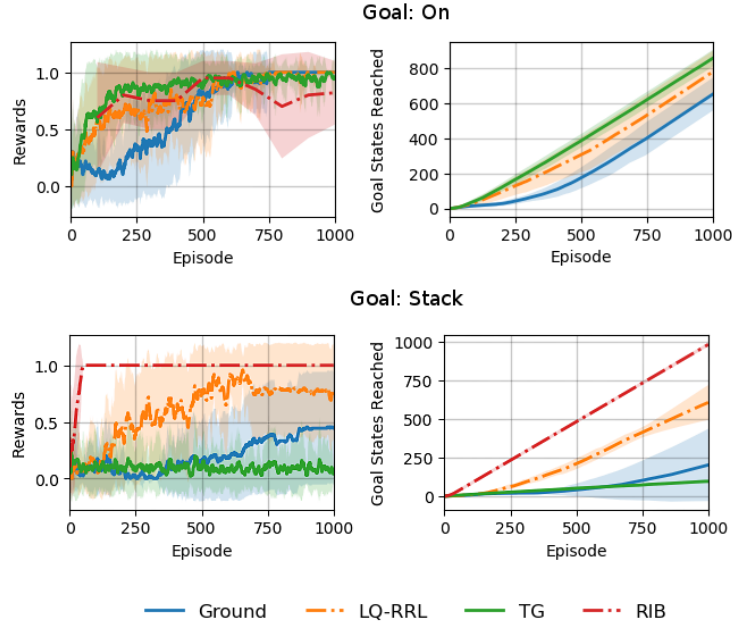 Goal: On
Rewards
1.0
0.5
0.0
0 250 500 750 1000
Episode
Goal States Reached
800
600
400
200
0
0 250 500 750 1000
Episode
Goal: Stack
Rewards
1.0
0.5
0.0
0 250 500 750 1000
Episode
Goal States Reached
1000
750
500
250
0
0 250 500 750 1000
Episode
Ground LQ-RRL TG RIB